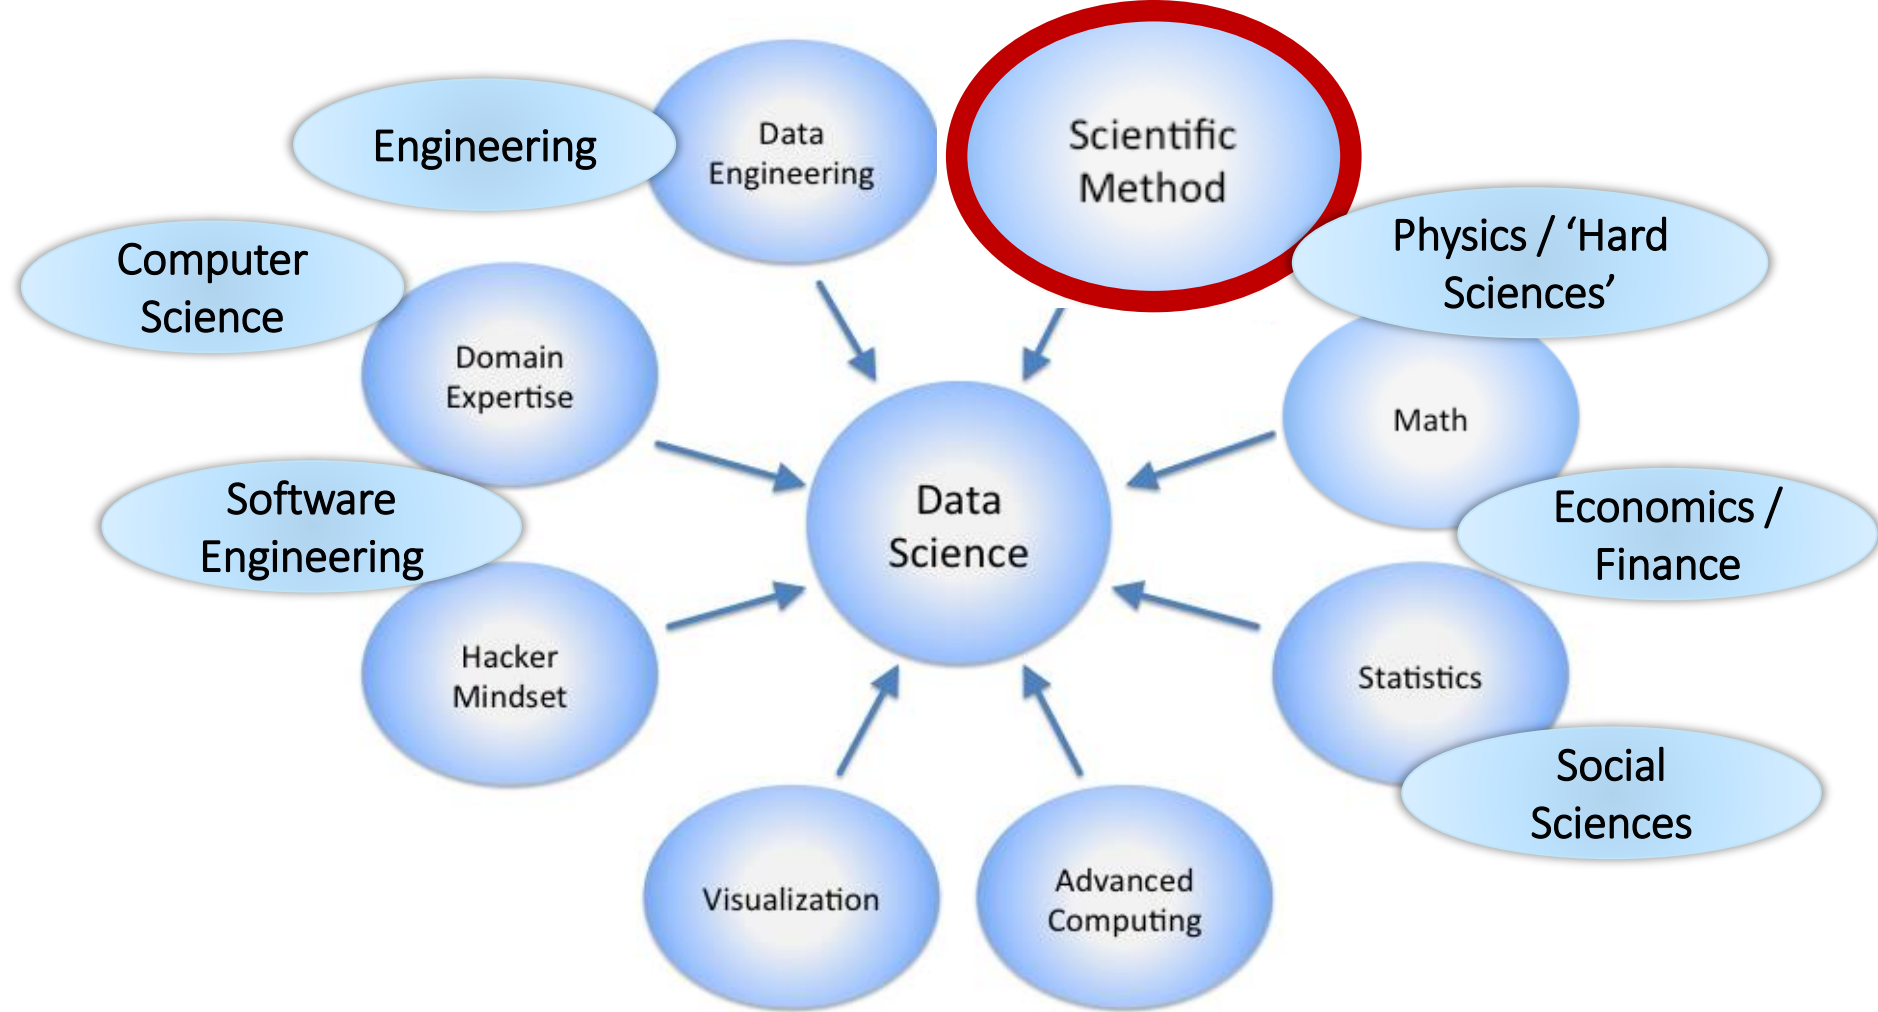 Data
Engineering
Scientific
Method
Engineering
Physics / ‘Hard
Sciences’
Computer
Science
Domain
Expertise
Math
Data
Science
Software
Engineering
Economics /
Finance
Hacker
Mindset
Statistics
Social
Sciences
Visualization
Advanced
Computing